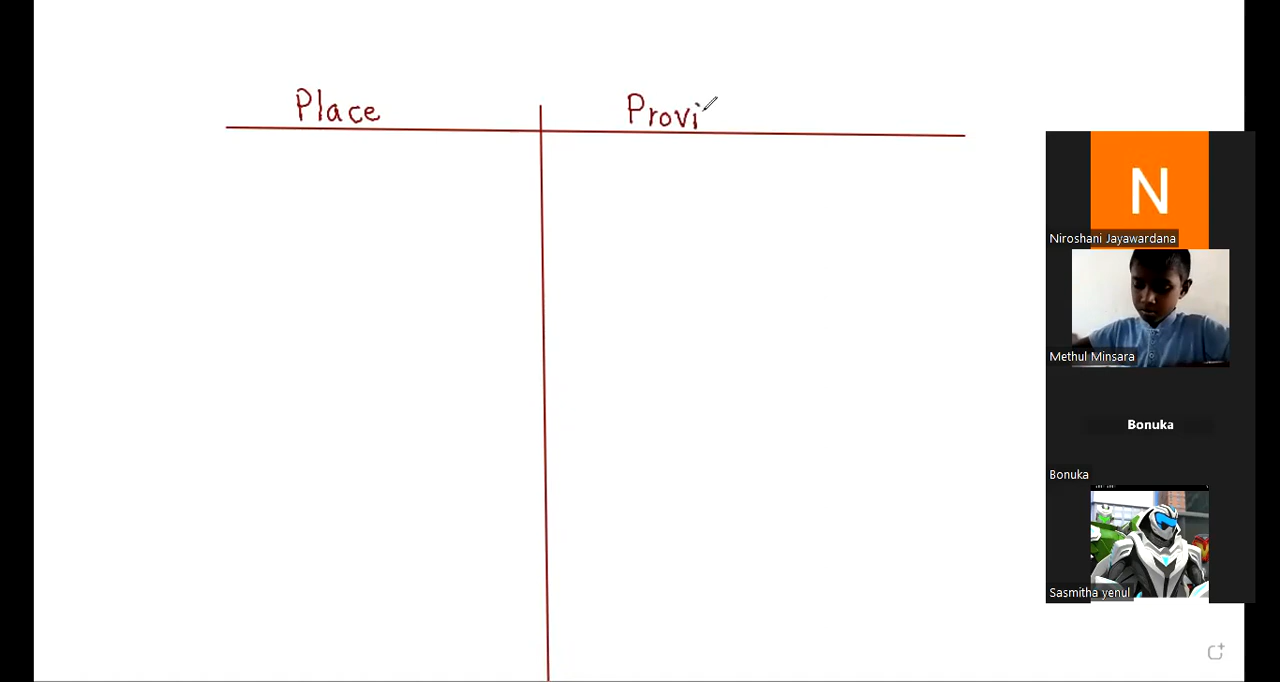 Place Provi
N
Niroshani Jayawardana
Methul Minsara
Bonuka
Bonuka
Sasmitha yenul